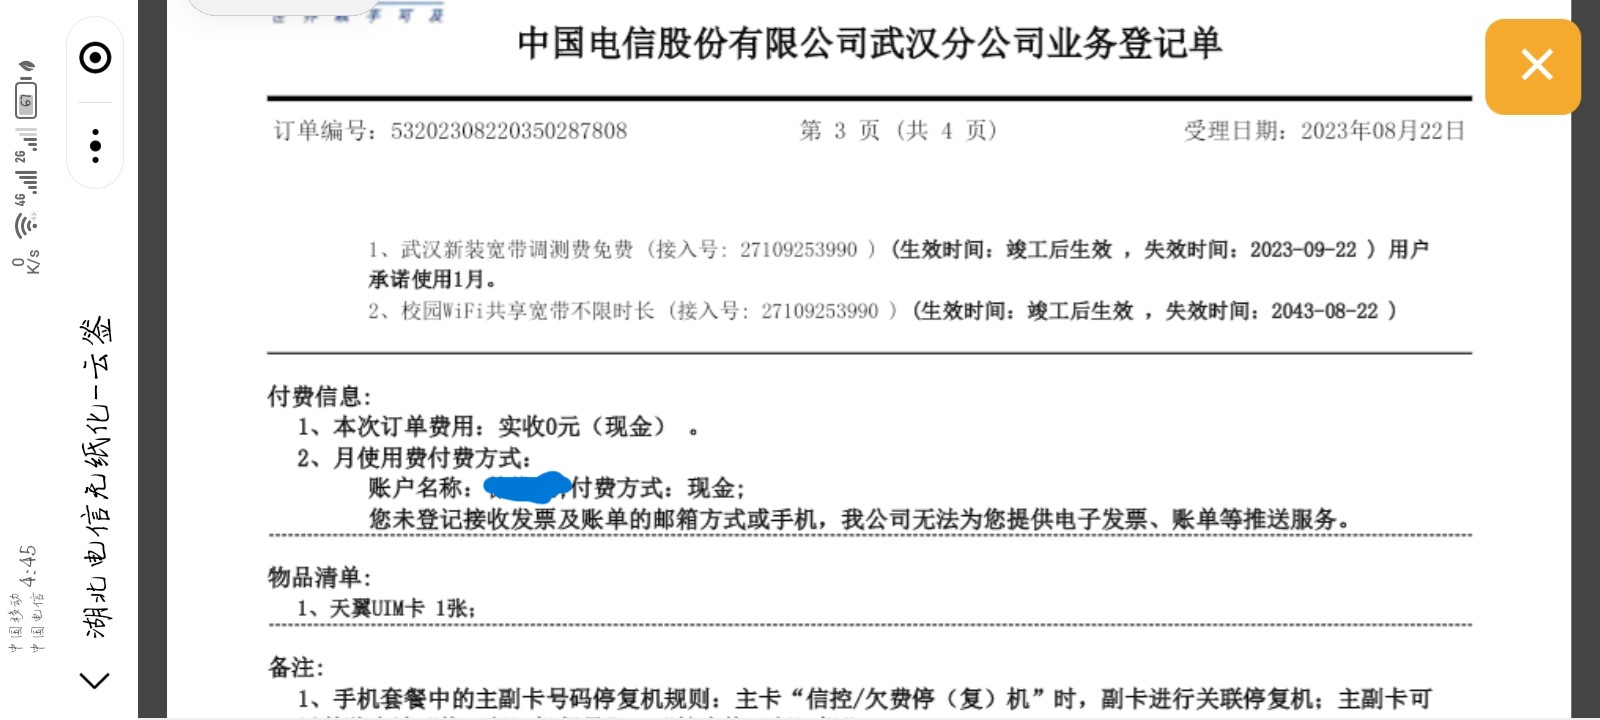 世界触手可及
中国电信股份有限公司武汉分公司业务登记单
订单编号: 53202308220350287808 第 3 页 (共 4 页) 受理日期: 2023年08月22日
1、武汉新装宽带调测费免费 (接入号: 27109253990 ) (生效时间: 竣工后生效 , 失效时间: 2023-09-22 ) 用户
承诺使用1月。
2、校园WiFi共享宽带不限时长 (接入号: 27109253990 ) (生效时间: 竣工后生效 , 失效时间: 2043-08-22 )
付费信息:
1、本次订单费用: 实收0元（现金） 。
2、月使用费付费方式:
账户名称: 付费方式: 现金;
您未登记接收发票及账单的邮箱方式或手机，我公司无法为您提供电子发票、账单等推送服务。
物品清单:
1、天翼UIM卡 1张;
备注:
1、手机套餐中的主副卡号码停复机规则: 主卡“信控/欠费停（复）机”时，副卡进行关联停复机; 主副卡可
湖北电信无纸化-云签
中国移动
中国电信 4:45
0
K/s
4G
2G
67